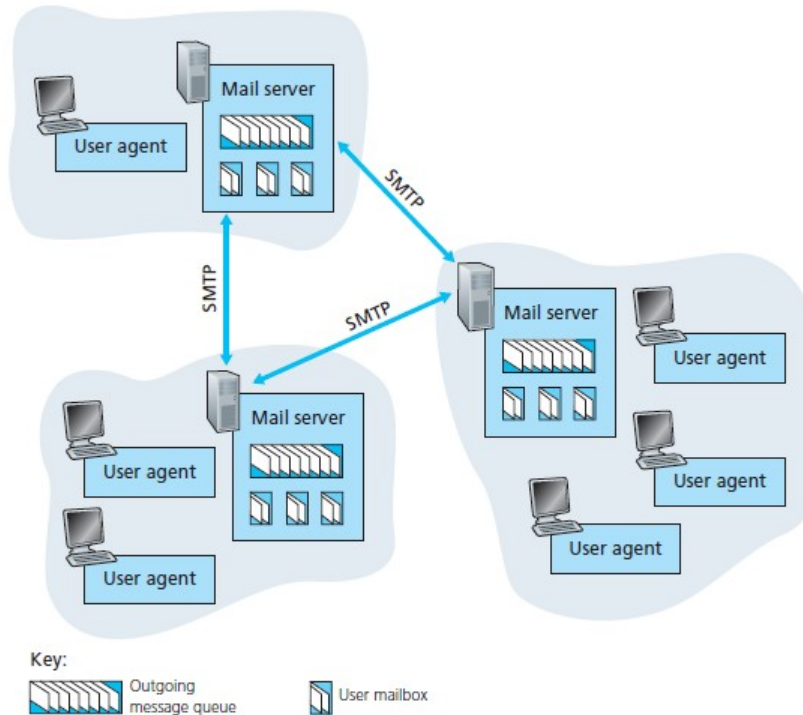 Mail server
User agent
SMTP
SMTP
SMTP
Mail server
User agent
User agent
User agent
Mail server
User agent
User agent
Key:
Outgoing
message queue
User mailbox